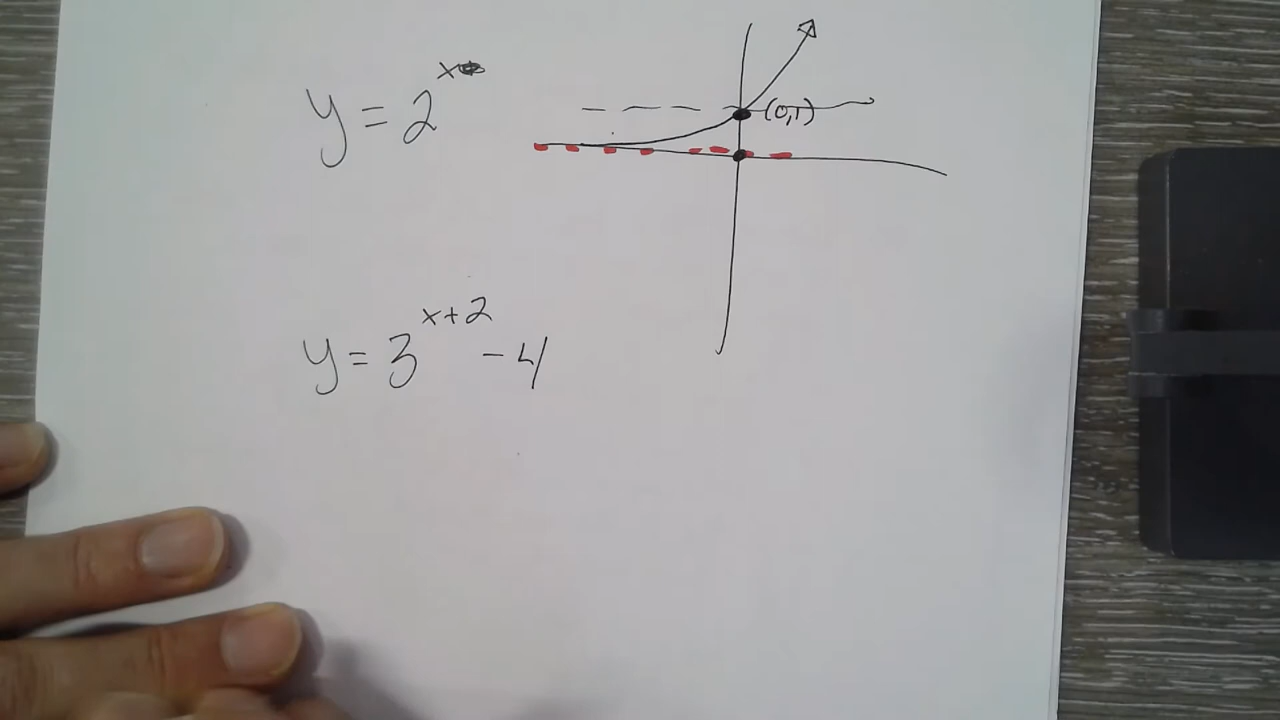 y = 2^x
(0,1)
y = 3^{x+2} - 4